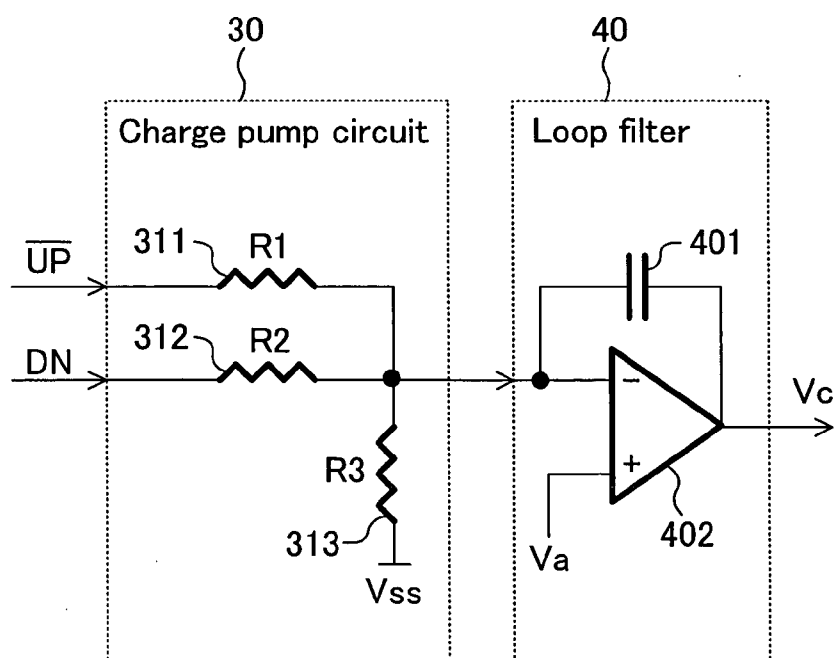 30
40
Charge pump circuit
Loop filter
311
R1
401
UP
312
R2
DN
Vc
R3
313
Vss
−
+
Va
402